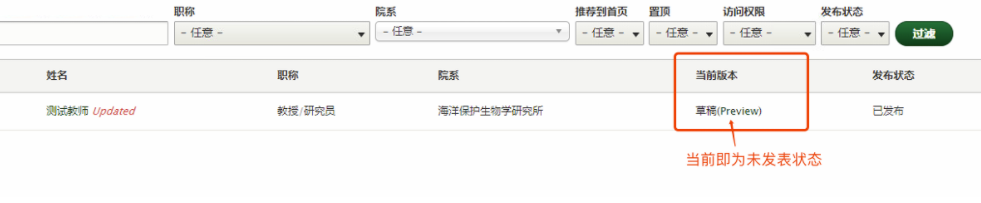 职称 院系 推荐到首页 置顶 访问权限 发布状态
- 任意 - - 任意 - - 任意 - - 任意 - - 任意 - - 任意 - 过滤
姓名 职称 院系 当前版本 发布状态
测试教师 Updated 教授/研究员 海洋保护生物学研究所 草稿(Preview) 已发布
当前即为未发表状态